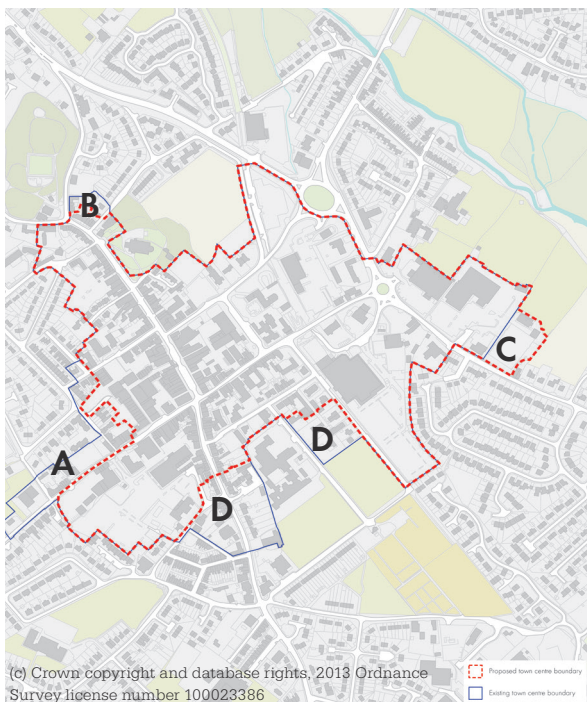 B
C
A
D
D
(c) Crown copyright and database rights, 2013 Ordnance
Survey license number 100023386
Proposed town centre boundary
Existing town centre boundary